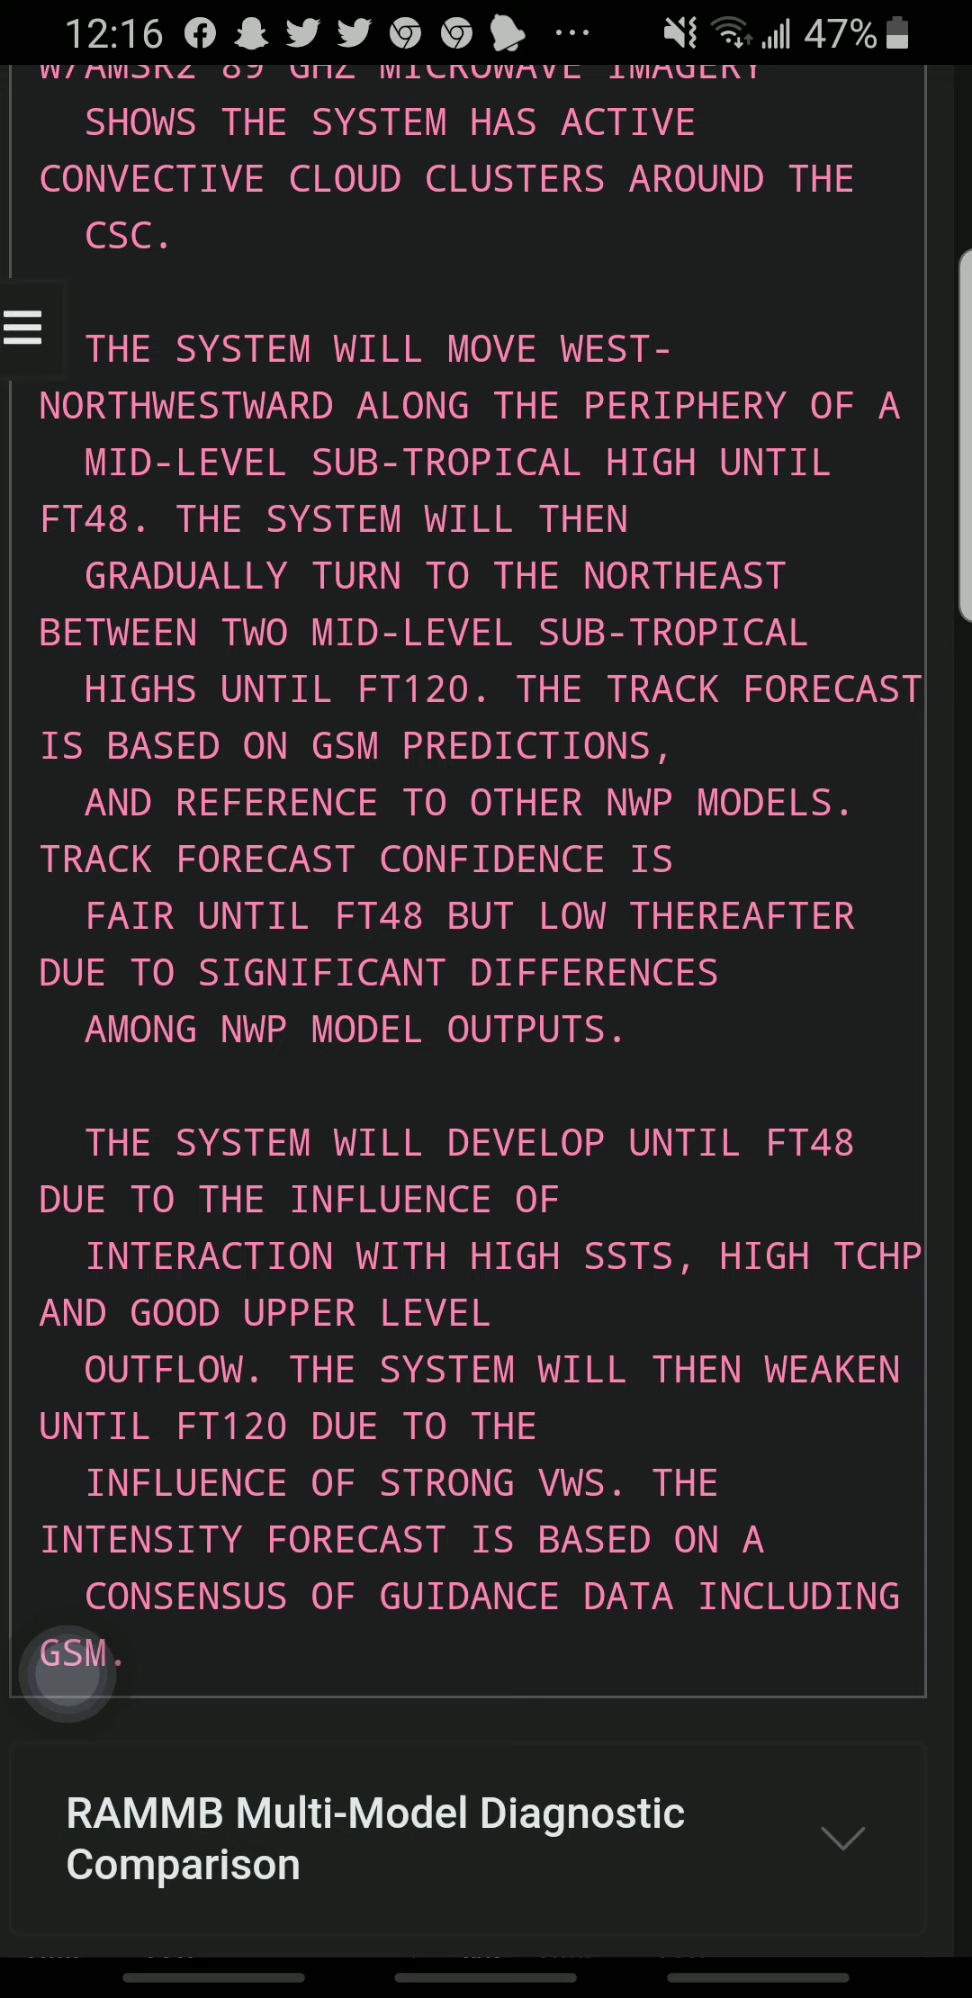 12:16 ... 47%
W/AMSR2 89 GHZ MICROWAVE IMAGERY
SHOWS THE SYSTEM HAS ACTIVE
CONVECTIVE CLOUD CLUSTERS AROUND THE
CSC.
THE SYSTEM WILL MOVE WEST-
NORTHWESTWARD ALONG THE PERIPHERY OF A
MID-LEVEL SUB-TROPICAL HIGH UNTIL
FT48. THE SYSTEM WILL THEN
GRADUALLY TURN TO THE NORTHEAST
BETWEEN TWO MID-LEVEL SUB-TROPICAL
HIGHS UNTIL FT120. THE TRACK FORECAST
IS BASED ON GSM PREDICTIONS,
AND REFERENCE TO OTHER NWP MODELS.
TRACK FORECAST CONFIDENCE IS
FAIR UNTIL FT48 BUT LOW THEREAFTER
DUE TO SIGNIFICANT DIFFERENCES
AMONG NWP MODEL OUTPUTS.
THE SYSTEM WILL DEVELOP UNTIL FT48
DUE TO THE INFLUENCE OF
INTERACTION WITH HIGH SSTS, HIGH TCHP
AND GOOD UPPER LEVEL
OUTFLOW. THE SYSTEM WILL THEN WEAKEN
UNTIL FT120 DUE TO THE
INFLUENCE OF STRONG VWS. THE
INTENSITY FORECAST IS BASED ON A
CONSENSUS OF GUIDANCE DATA INCLUDING
GSM.
RAMMB Multi-Model Diagnostic
Comparison